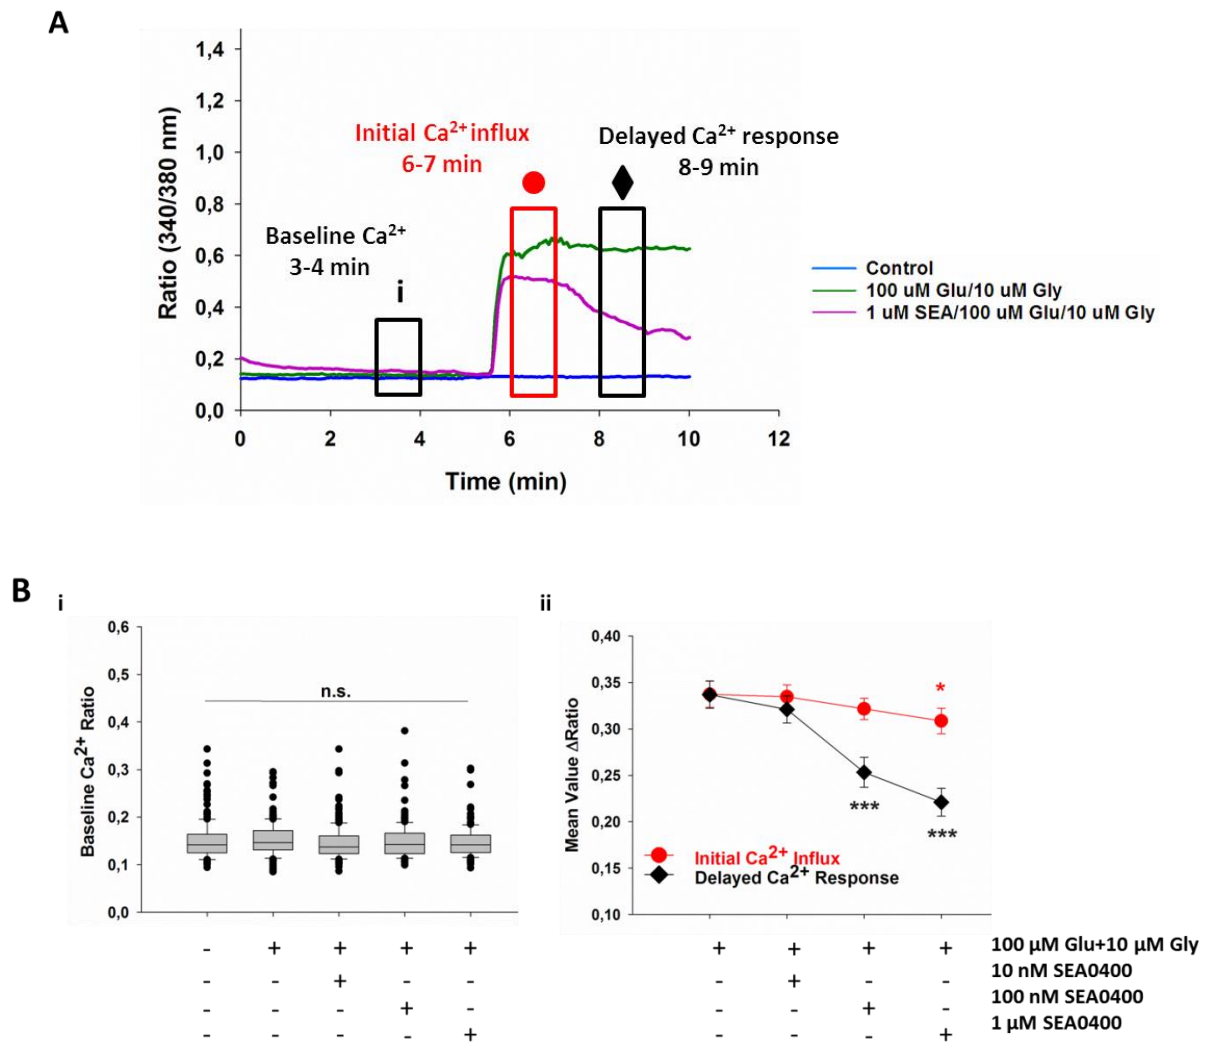 A
Ratio (340/380 nm)
1,4
1,2
1,0
0,8
0,6
0,4
0,2
0,0
Initial Ca2+ influx
6-7 min
Delayed Ca2+ response
8-9 min
Baseline Ca2+
3-4 min
i
0 2 4 6 8 10 12
Time (min)
Control
100 uM Glu/10 uM Gly
1 uM SEA/100 uM Glu/10 uM Gly
B
i
Baseline Ca2+ Ratio
0,6
0,5
0,4
0,3
0,2
0,1
0,0
n.s.
ii
Mean Value ΔRatio
0,40
0,35
0,30
0,25
0,20
0,15
0,10
*
***
***
Initial Ca2+ Influx
Delayed Ca2+ Response
- + + + + + + + + 100 µM Glu+10 µM Gly
- - + - - - + - - 10 nM SEA0400
- - - + - - - + - 100 nM SEA0400
- - - - + - - - + 1 µM SEA0400